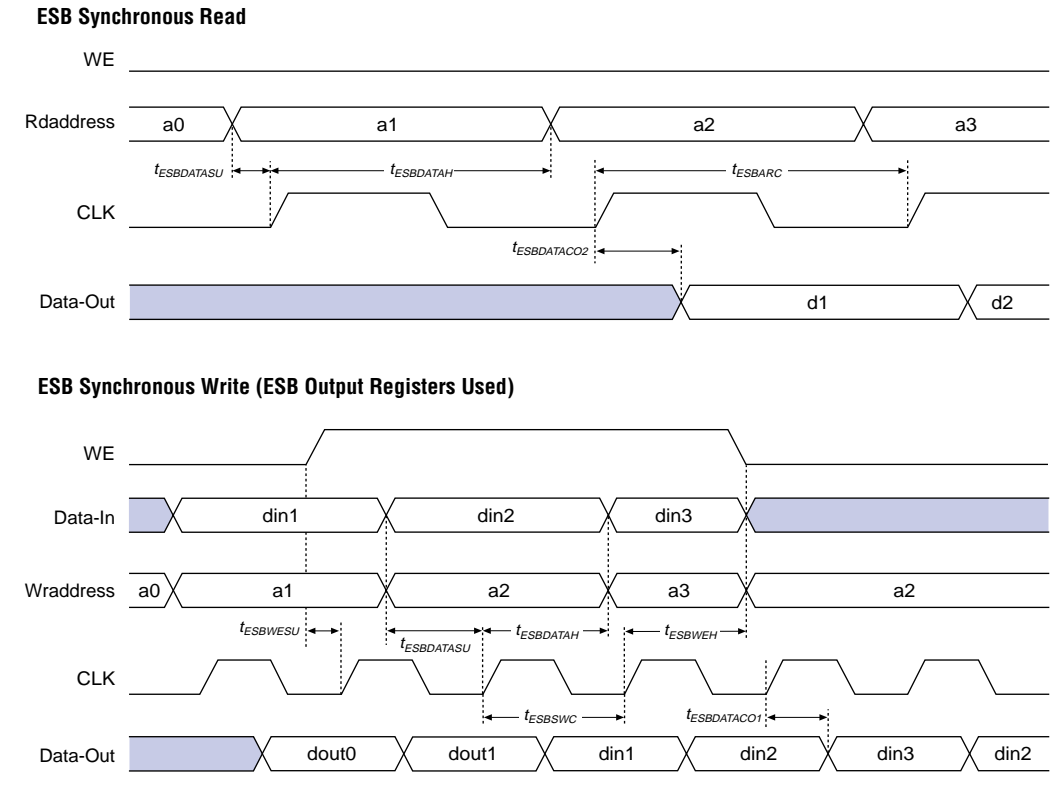 ESB Synchronous Read
WE
Rdaddress a0 a1 a2 a3
tESBDATASU tESBDATAH tESBARC
CLK
tESBDATACO2
Data-Out d1 d2
ESB Synchronous Write (ESB Output Registers Used)
WE
Data-In din1 din2 din3
Wraddress a0 a1 a2 a3 a2
tESBWESU tESBDATASU tESBDATAH tESBWEH
CLK
tESBSWC tESBDATACO1
Data-Out dout0 dout1 din1 din2 din3 din2